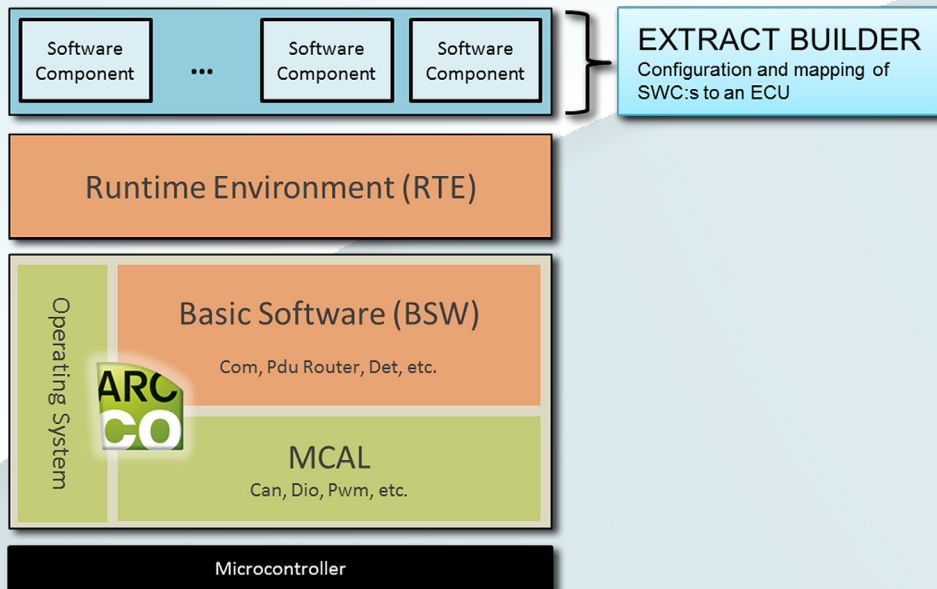 Software
Component
...
Software
Component
Software
Component
EXTRACT BUILDER
Configuration and mapping of
SWC:s to an ECU
Runtime Environment (RTE)
Operating System
Basic Software (BSW)
Com, Pdu Router, Det, etc.
ARC
CO
MCAL
Can, Dio, Pwm, etc.
Microcontroller